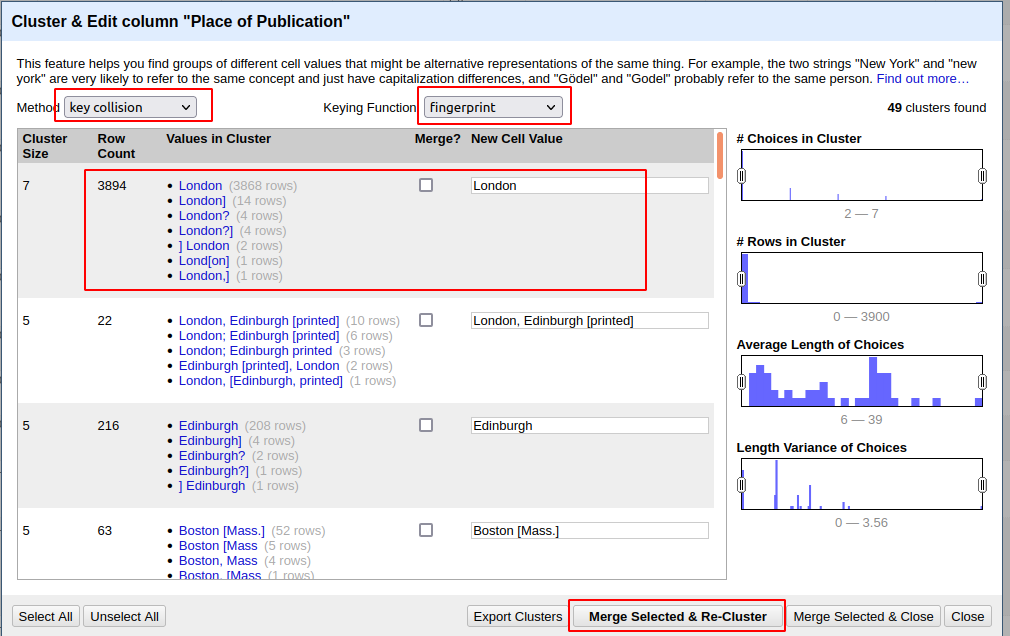 Cluster & Edit column "Place of Publication"
This feature helps you find groups of different cell values that might be alternative representations of the same thing. For example, the two strings "New York" and "new
york" are very likely to refer to the same concept and just have capitalization differences, and "Gödel" and "Godel" probably refer to the same person. Find out more…
Method key collision Keying Function fingerprint 49 clusters found
Cluster Size Row Count Values in Cluster Merge? New Cell Value
7 3894 • London (3868 rows) London
• London] (14 rows)
• London? (4 rows)
• London?] (4 rows)
• ] London (2 rows)
• Lond[on] (1 rows)
• London,] (1 rows)
5 22 • London, Edinburgh [printed] (10 rows) London, Edinburgh [printed]
• London; Edinburgh [printed] (6 rows)
• London; Edinburgh printed (3 rows)
• Edinburgh [printed], London (2 rows)
• London, [Edinburgh, printed] (1 rows)
5 216 • Edinburgh (208 rows) Edinburgh
• Edinburgh] (4 rows)
• Edinburgh? (2 rows)
• Edinburgh?] (1 rows)
• ] Edinburgh (1 rows)
5 63 • Boston [Mass.] (52 rows) Boston [Mass.]
• Boston [Mass (5 rows)
• Boston, Mass (4 rows)
• Boston, [Mass (1 rows)
# Choices in Cluster
2 — 7
# Rows in Cluster
0 — 3900
Average Length of Choices
6 — 39
Length Variance of Choices
0 — 3.56
Select All Unselect All Export Clusters Merge Selected & Re-Cluster Merge Selected & Close Close